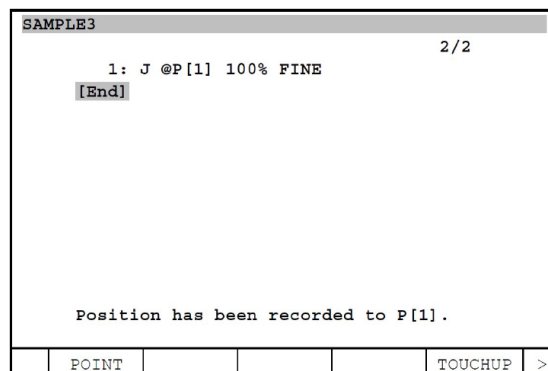 SAMPLE3
2/2
1: J @P[1] 100% FINE
[End]
Position has been recorded to P[1].
POINT TOUCHUP >